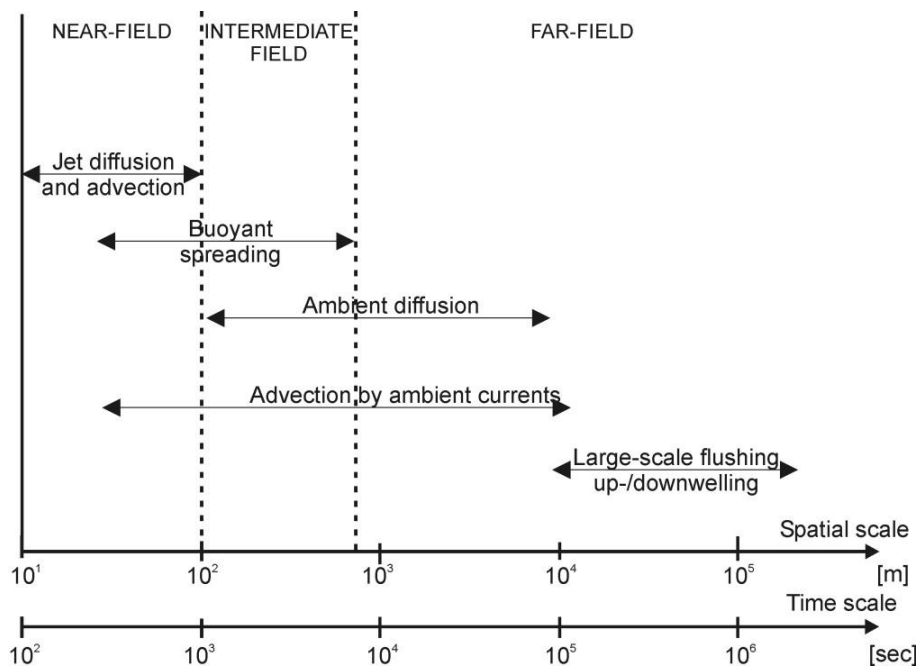 NEAR-FIELD
INTERMEDIATE
FIELD
FAR-FIELD
Jet diffusion
and advection
Buoyant
spreading
Ambient diffusion
Advection by ambient currents
Large-scale flushing
up-/downwelling
Spatial scale
10¹ 10² 10³ 10⁴ 10⁵ [m]
Time scale
10² 10³ 10⁴ 10⁵ 10⁶ [sec]